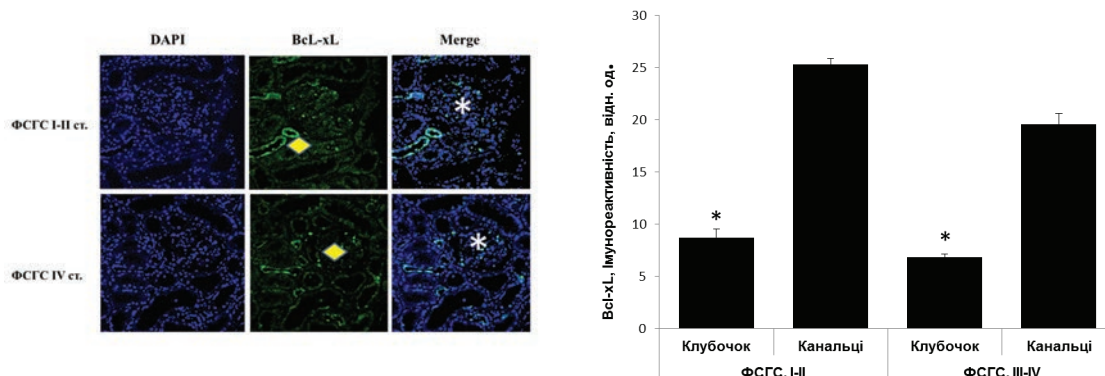 DAPI BcL-xL Merge
ФСГС I-II ст.
*
ФСГС IV ст.
*
Bcl-xL, Імунореактивність, відн. од.
30
25
20
15
10
5
0
* *
Клубочок Канальці Клубочок Канальці
ФСГС, I-II ФСГС, III-IV